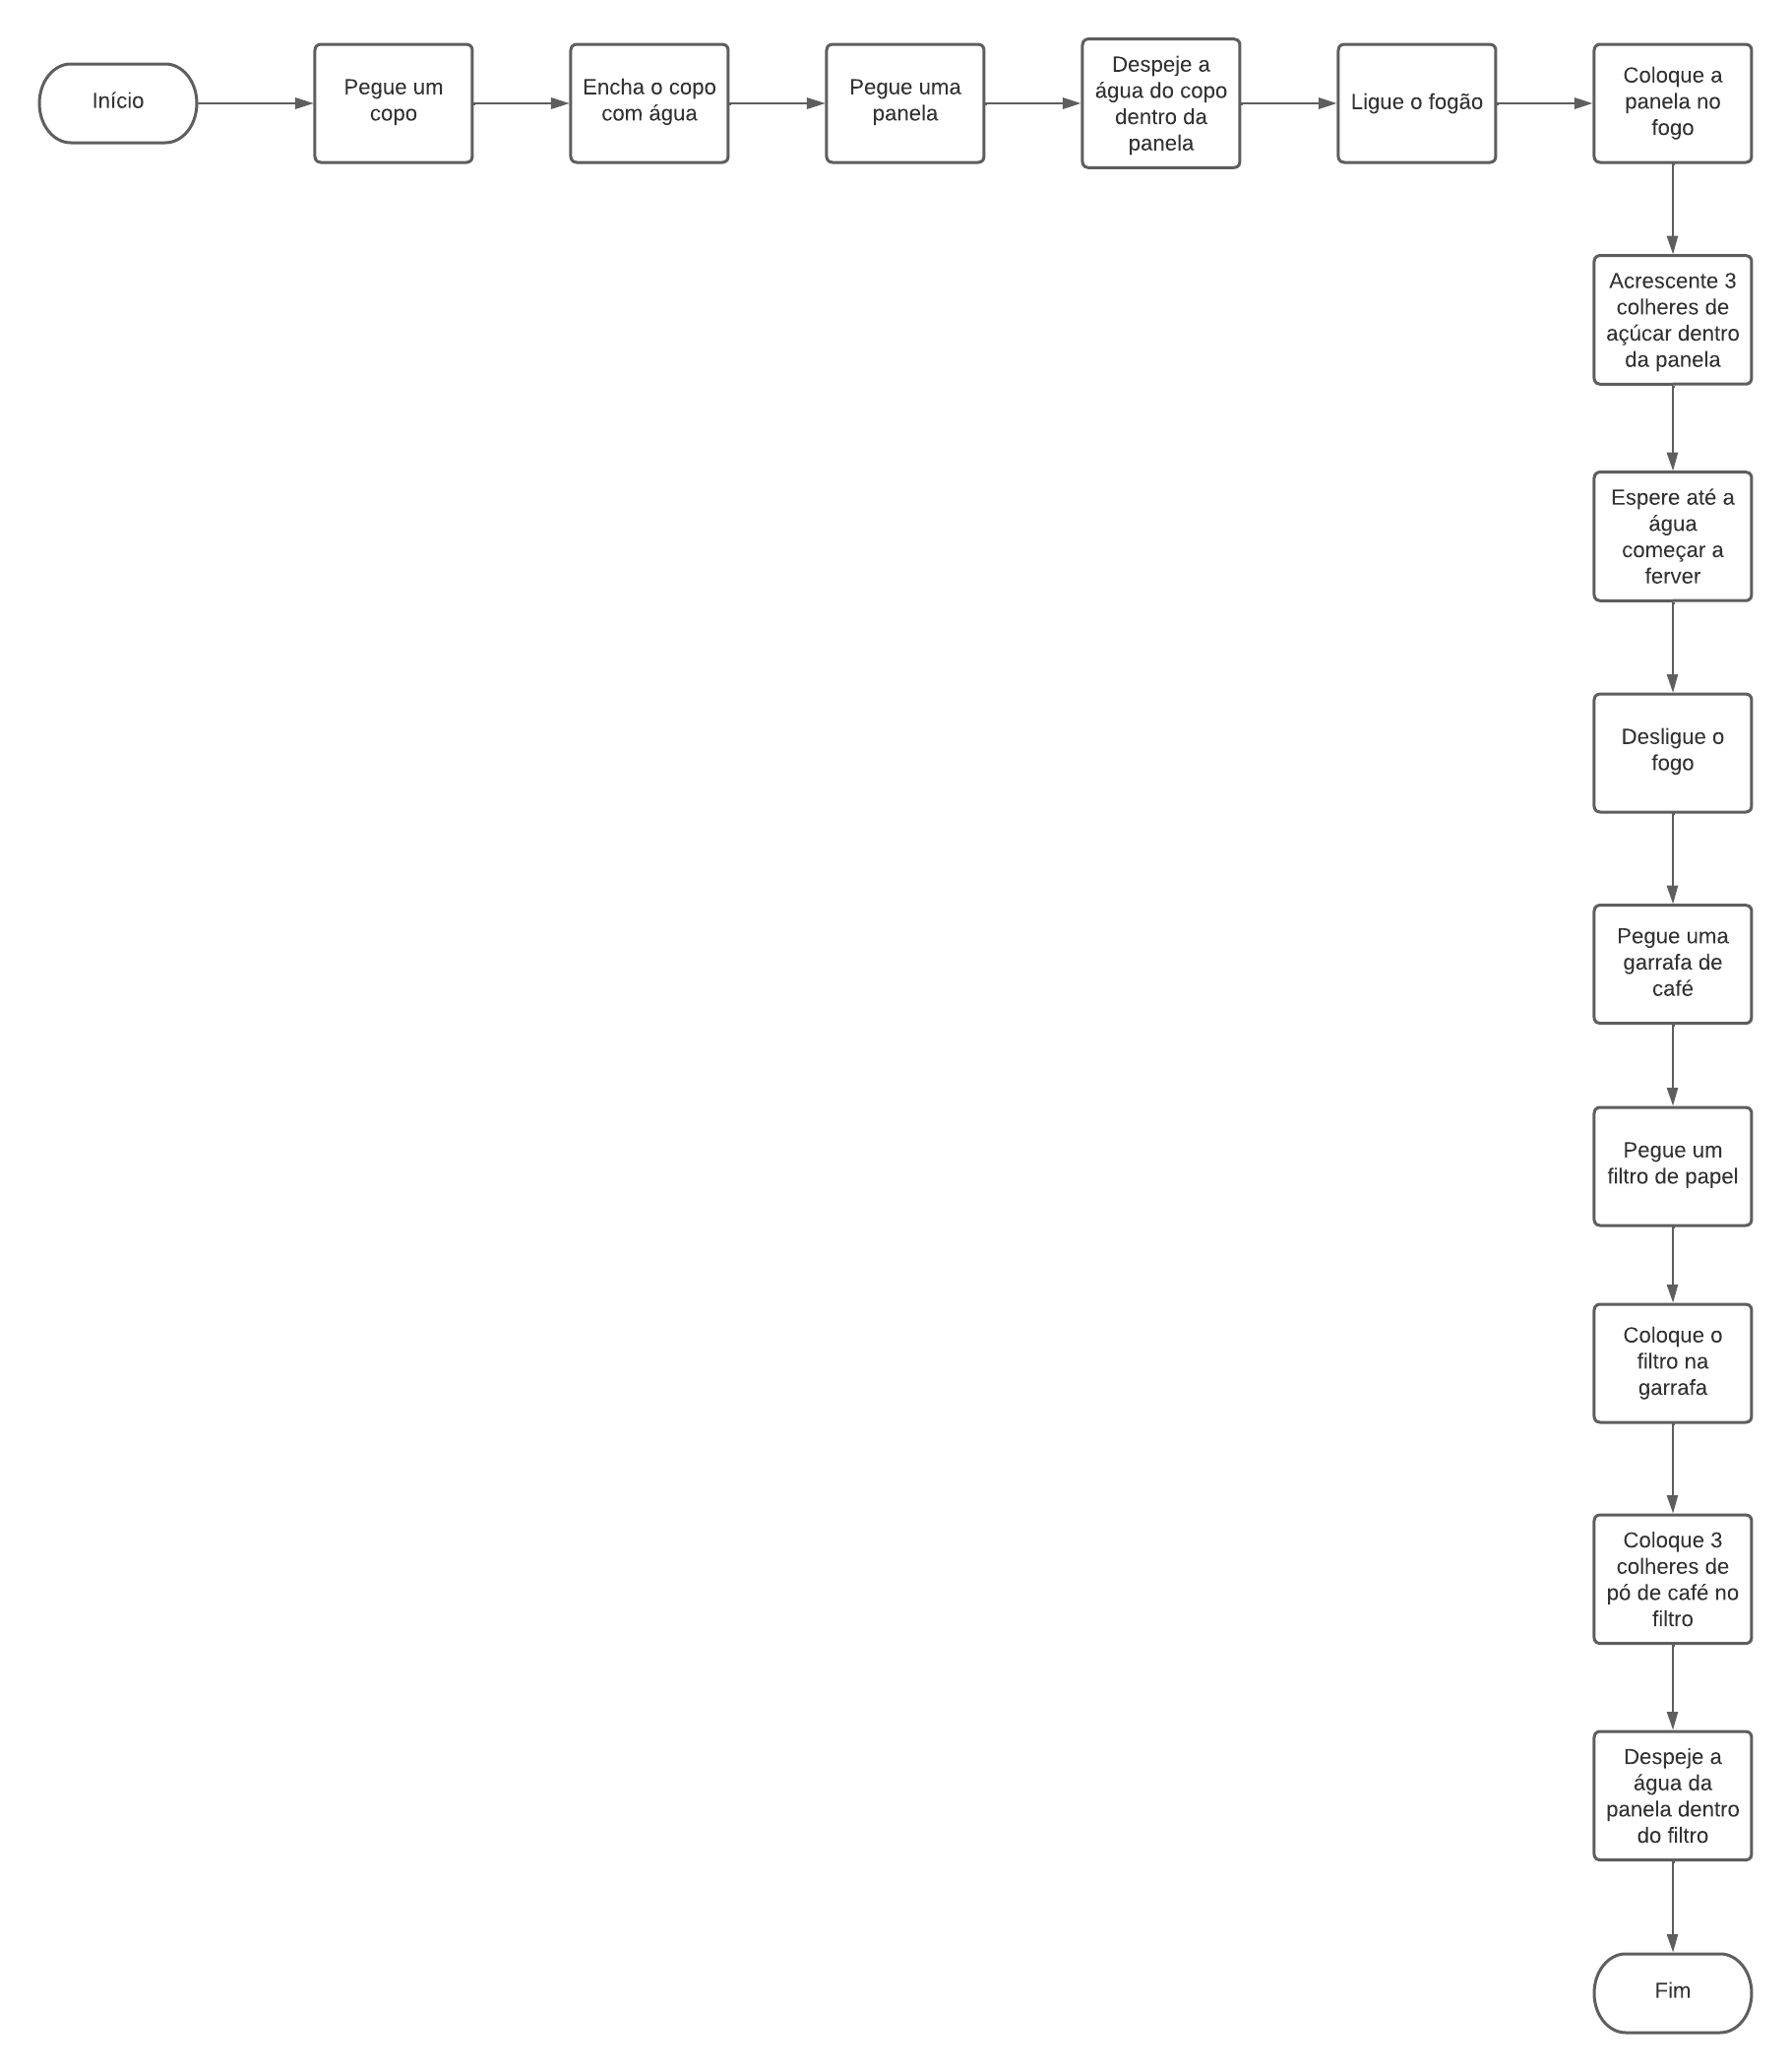 Início
Pegue um
copo
Encha o copo
com água
Pegue uma
panela
Despeje a
água do copo
dentro da
panela
Ligue o fogão
Coloque a
panela no
fogo
Acrescente 3
colheres de
açúcar dentro
da panela
Espere até a
água
começar a
ferver
Desligue o
fogo
Pegue uma
garrafa de
café
Pegue um
filtro de papel
Coloque o
filtro na
garrafa
Coloque 3
colheres de
pó de café no
filtro
Despeje a
água da
panela dentro
do filtro
Fim